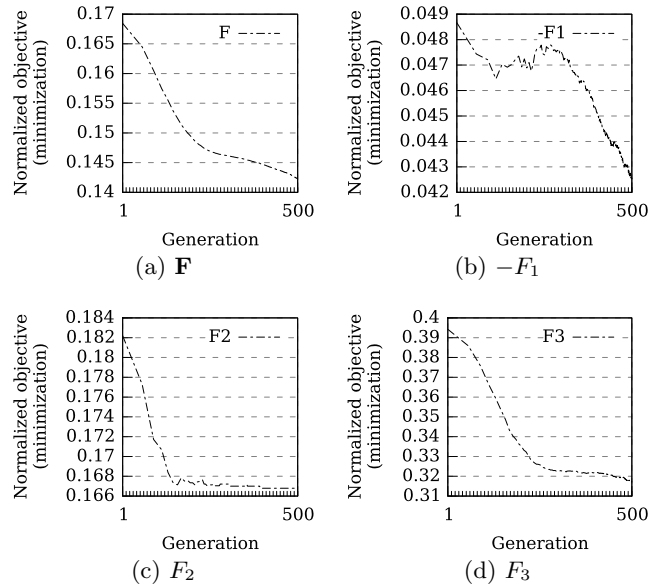 0.17
0.165
0.16
0.155
0.15
0.145
0.14
Normalized objective
(minimization)
F
1
500
Generation
(a) F
0.049
0.048
0.047
0.046
0.045
0.044
0.043
0.042
Normalized objective
(minimization)
-F1
1
500
Generation
(b) −F₁
0.184
0.182
0.18
0.178
0.176
0.174
0.172
0.17
0.168
0.166
Normalized objective
(minimization)
F2
1
500
Generation
(c) F₂
0.4
0.39
0.38
0.37
0.36
0.35
0.34
0.33
0.32
0.31
Normalized objective
(minimization)
F3
1
500
Generation
(d) F₃